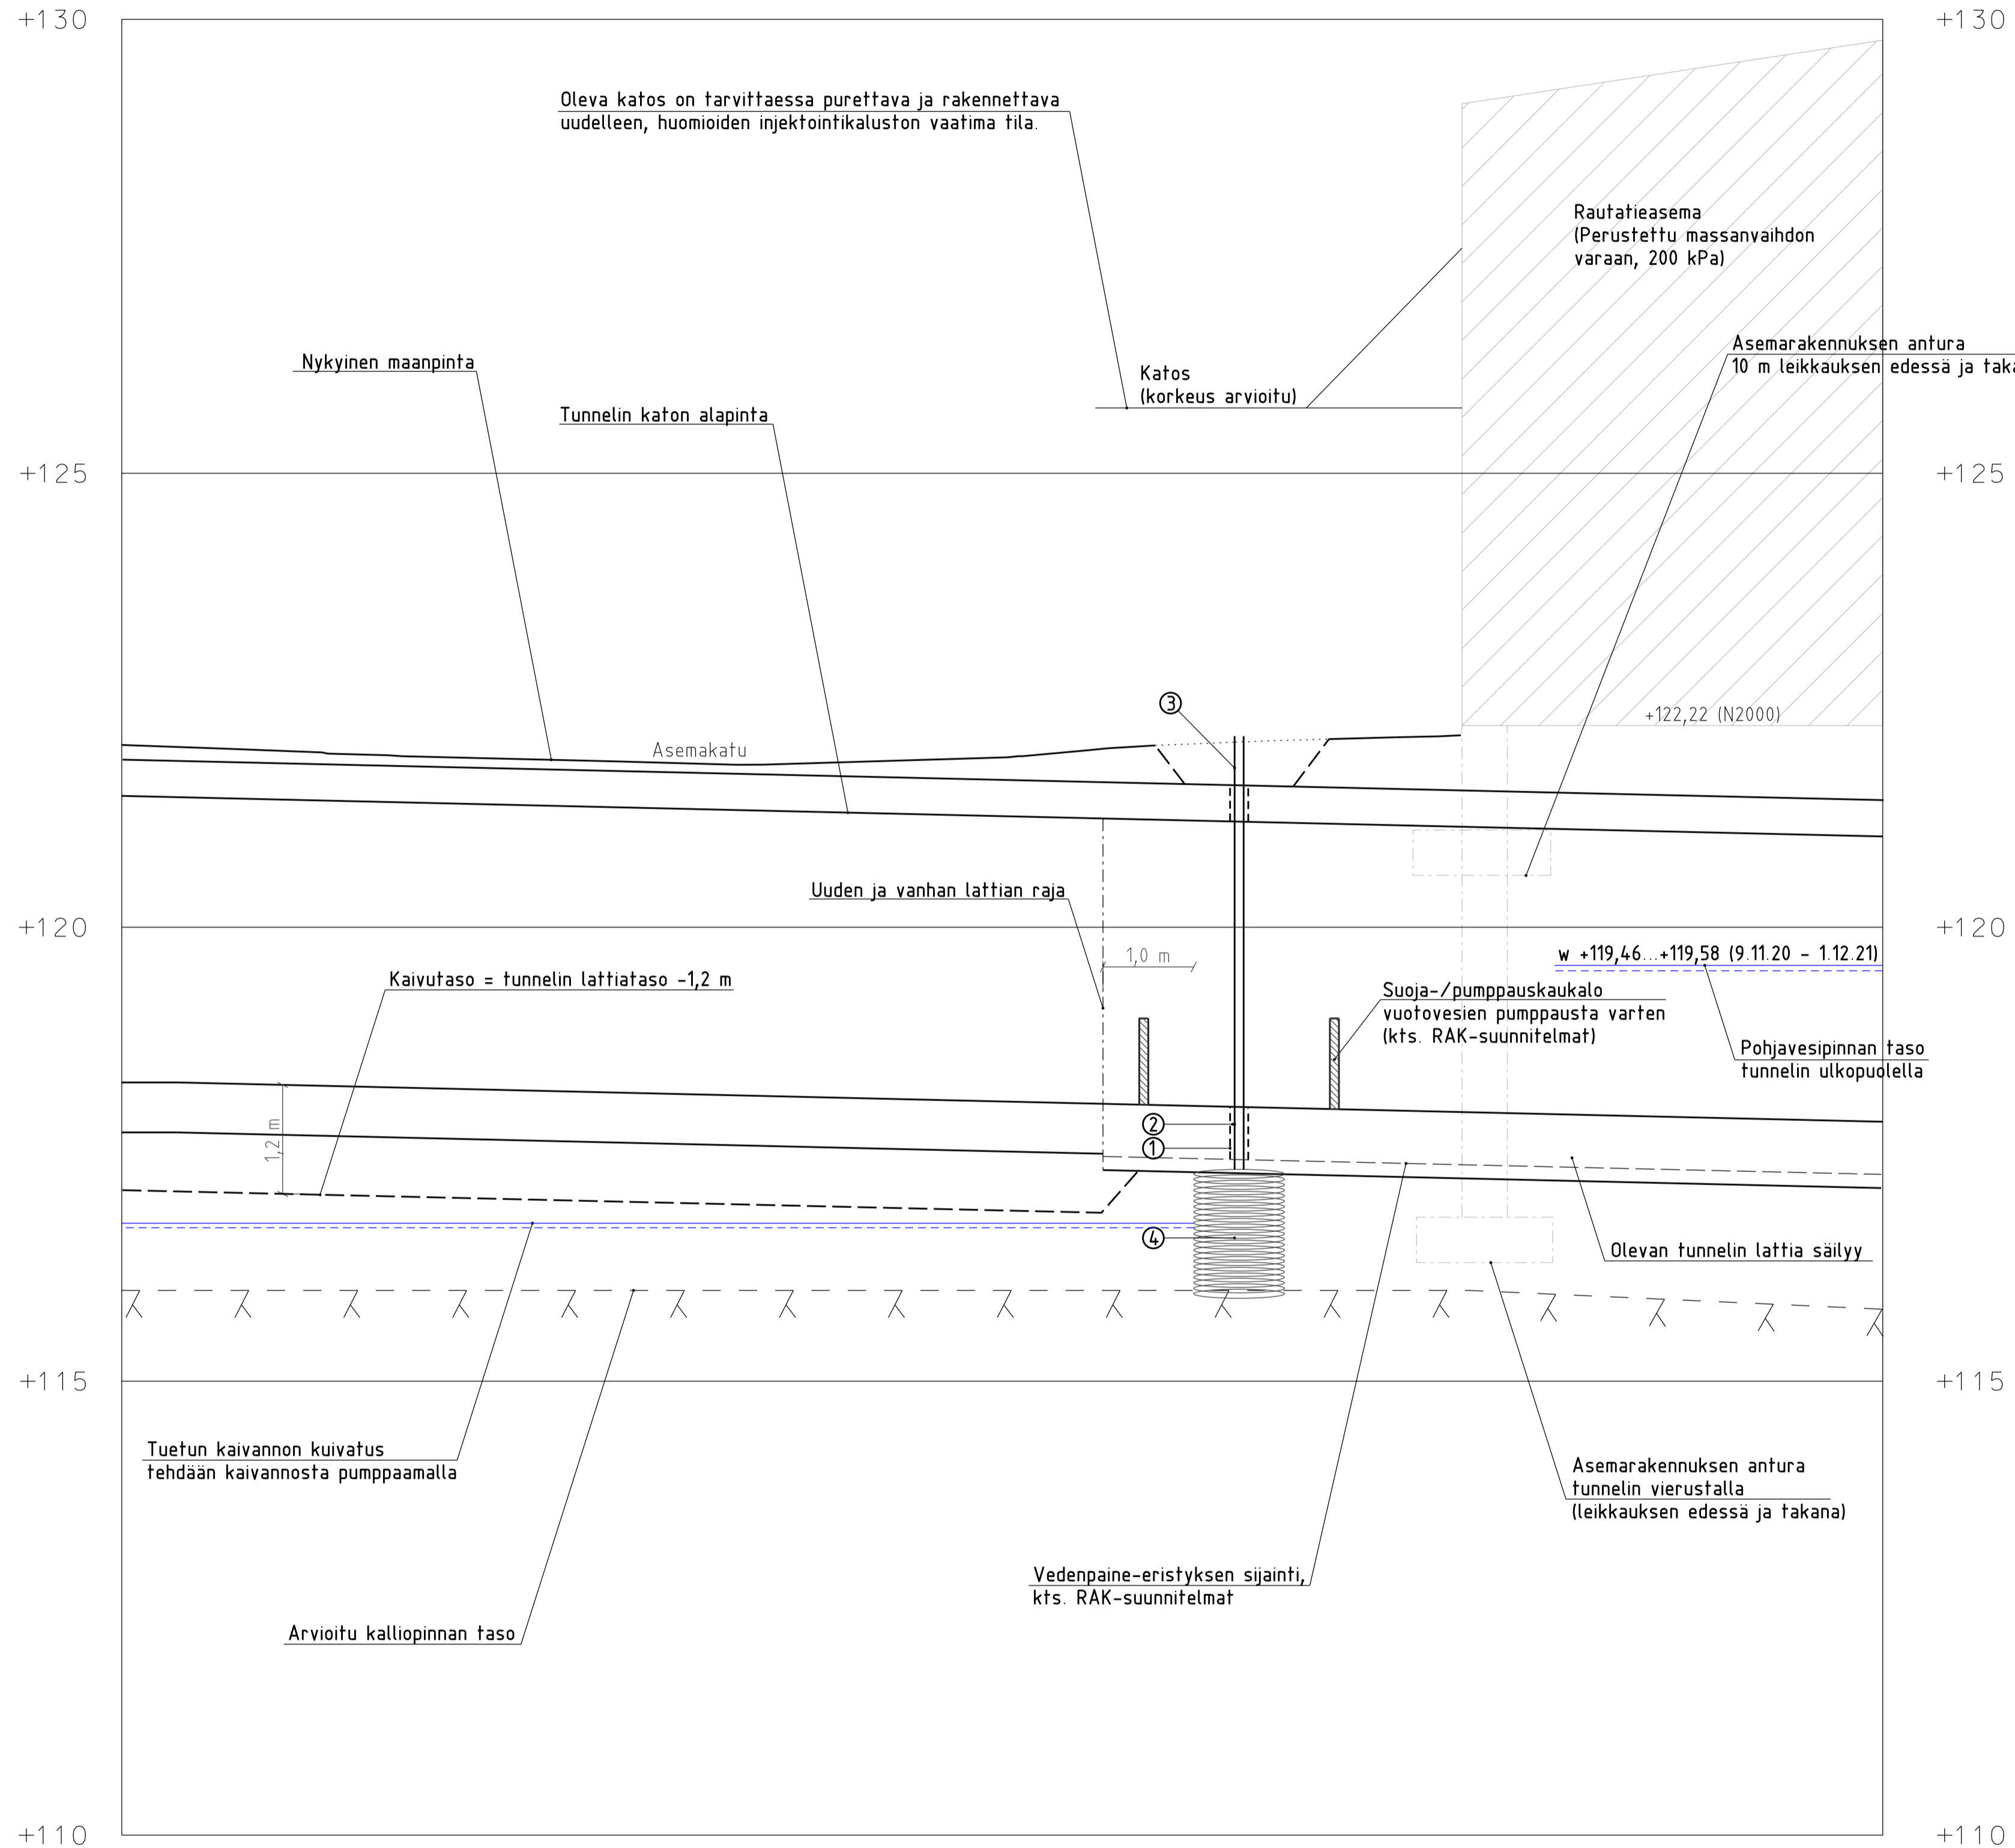 +130
+130
Oleva katos on tarvittaessa purettava ja rakennettava
uudelleen, huomioiden injektointikaluston vaatima tila.
Rautatieasema
(Perustettu massanvaihdon
varaan, 200 kPa)
Asemarakennuksen antura
10 m leikkauksen edessä ja taka
Nykyinen maanpinta
Katos
(korkeus arvioitu)
Tunnelin katon alapinta
+125
+125
3
+122,22 (N2000)
Asemakatu
Uuden ja vanhan lattian raja
+120
+120
1,0 m
w +119,46...+119,58 (9.11.20 - 1.12.21)
Kaivutaso = tunnelin lattiataso -1,2 m
Suoja-/pumppauskaukalo
vuotovesien pumppausta varten
(kts. RAK-suunnitelmat)
Pohjavesipinnan taso
tunnelin ulkopuolella
1,2 m
2
1
4
Olevan tunnelin lattia säilyy
+115
+115
Tuetun kaivannon kuivatus
tehdään kaivannosta pumppaamalla
Asemarakennuksen antura
tunnelin vierustalla
(leikkauksen edessä ja takana)
Vedenpaine-eristyksen sijainti,
kts. RAK-suunnitelmat
Arvioitu kalliopinnan taso
+110
+110